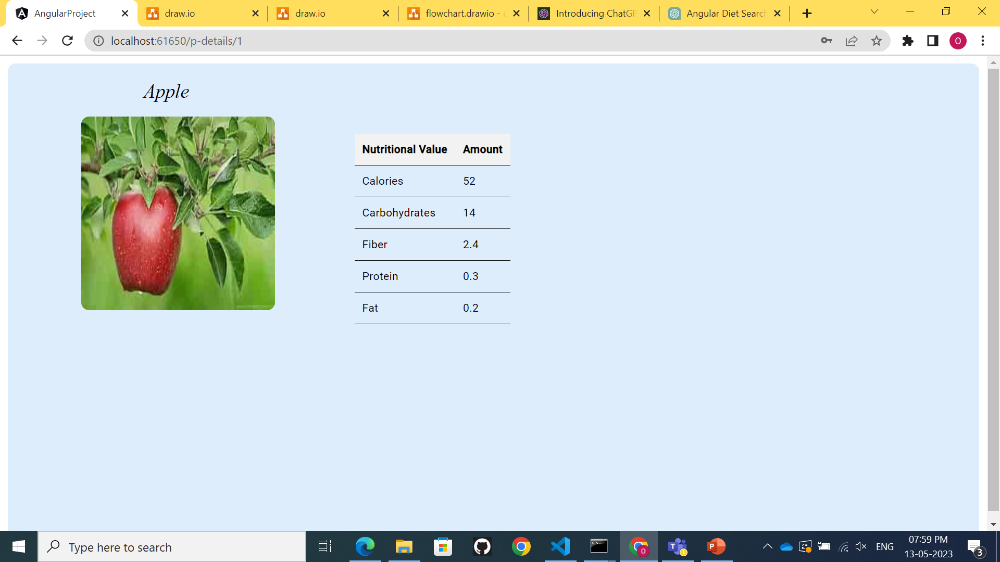 AngularProject
draw.io
draw.io
flowchart.drawio -
Introducing ChatGP
Angular Diet Search
localhost:61650/p-details/1
O
Apple
Nutritional Value Amount
Calories 52
Carbohydrates 14
Fiber 2.4
Protein 0.3
Fat 0.2
Type here to search
ENG
07:59 PM
13-05-2023
3